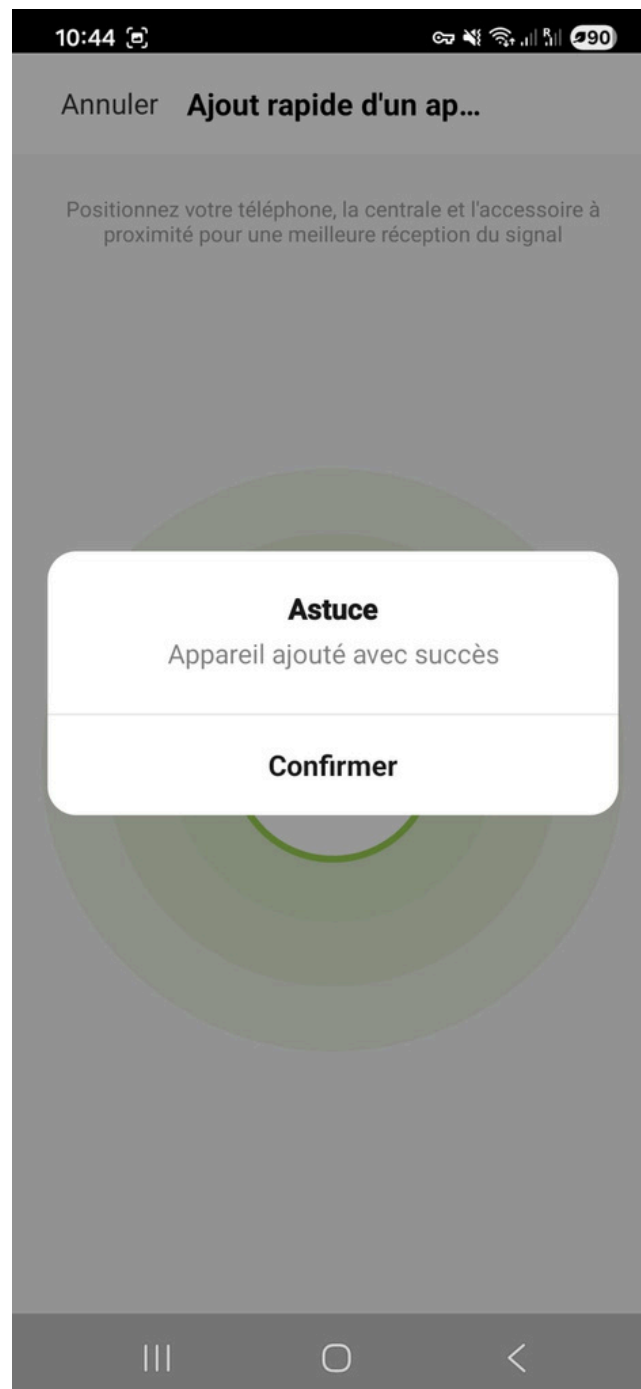 10:44
R
90
Annuler Ajout rapide d'un ap...
Positionnez votre téléphone, la centrale et l'accessoire à
proximité pour une meilleure réception du signal
Astuce
Appareil ajouté avec succès
Confirmer